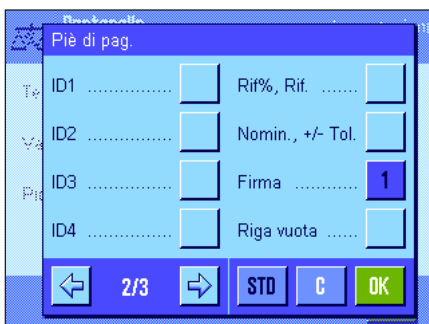 Piè di pag.
ID1 ............... Rif%, Rif. .......
ID2 ............... Nomin., +/- Tol.
ID3 ............... Firma ............ 1
ID4 ............... Riga vuota ......
2/3 STD C OK